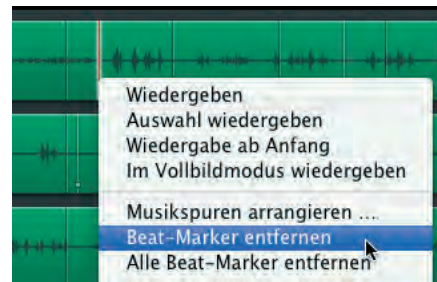 Wiedergeben
Auswahl wiedergeben
Wiedergabe ab Anfang
Im Vollbildmodus wiedergeben
Musikspuren arrangieren ...
Beat-Marker entfernen
Alle Beat-Marker entfernen